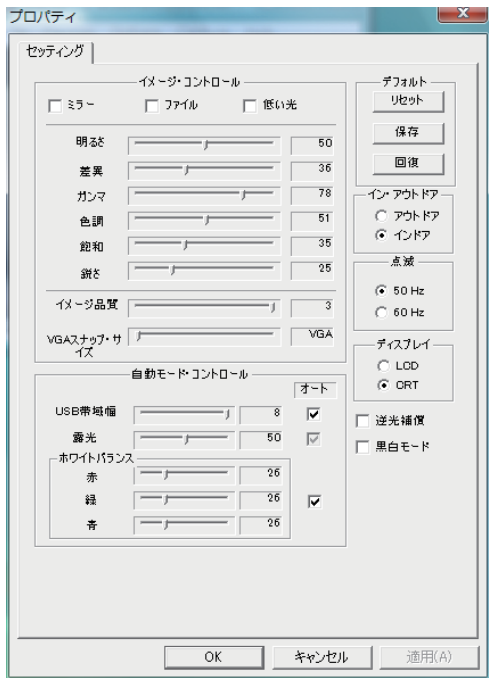 プロパティ
セッティング
イメージ・コントロール
ミラー ファイル 低い光
明るさ 50
差異 36
ガンマ 78
色調 51
飽和 35
鋭さ 25
イメージ品質 3
VGAスナップ・サイズ VGA
デフォルト
リセット
保存
回復
イン・アウトドア
アウトドア
インドア
点滅
50 Hz
60 Hz
ディスプレイ
LCD
CRT
逆光補償
黒白モード
自動モード・コントロール
オート
USB帯域幅 8
露光 50
ホワイトバランス
赤 26
緑 26
青 26
OK キャンセル 適用(A)